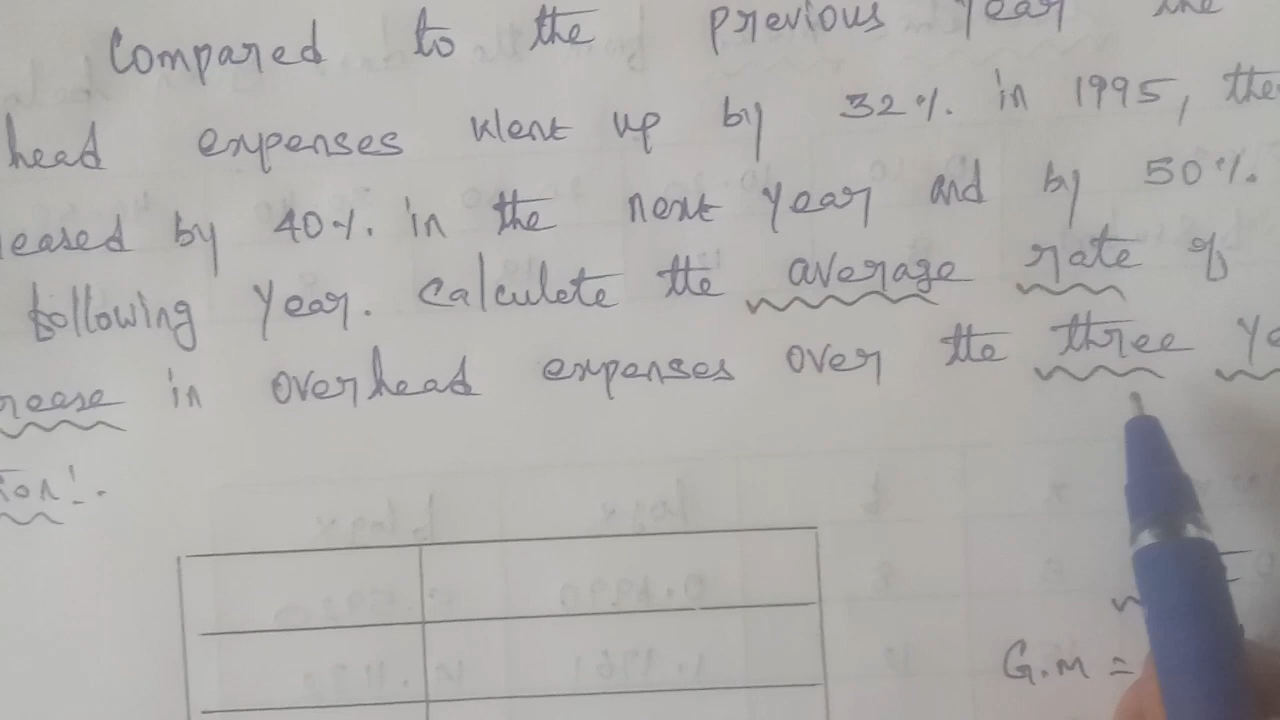 Compared to the previous year the
head expenses went up by 32%. in 1995, the
eased by 40%. in the next year and by 50%.
following year. Calculate the average rate of
rease in overhead expenses over the three Ye
ion:-
G.M =